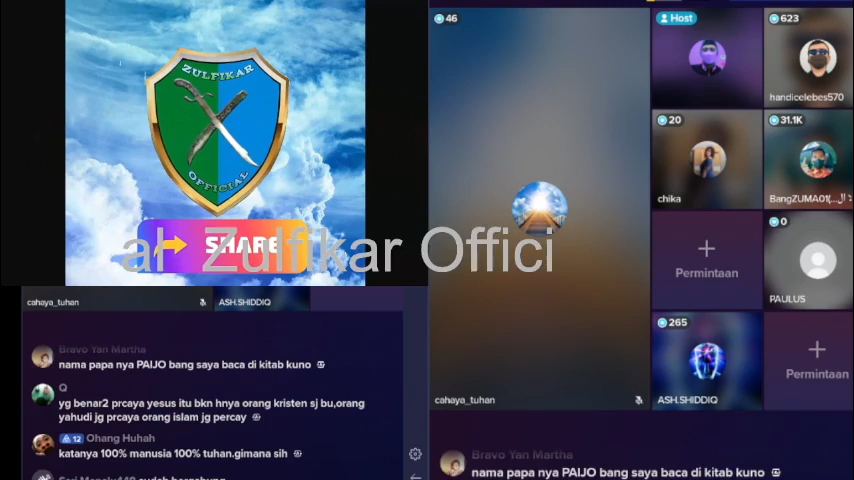 ZULFIKAR
OFFICIAL
SHARE
al Zulfikar Offici
cahaya_tuhan
ASH.SHIDDIQ
Bravo Yan Martha
nama papa nya PAIJO bang saya baca di kitab kuno
Q
yg benar2 prcaya yesus itu bkn hnya orang kristen sj bu,orang
yahudi jg prcaya orang islam jg percay
12 Ohang Huhah
katanya 100% manusia 100% tuhan.gimana sih
46
cahaya_tuhan
Host
623
handicelebes570
20
chika
31.1K
BangZUMA01(...
Permintaan
0
PAULUS
265
ASH.SHIDDIQ
Permintaan
Bravo Yan Martha
nama papa nya PAIJO bang saya baca di kitab kuno